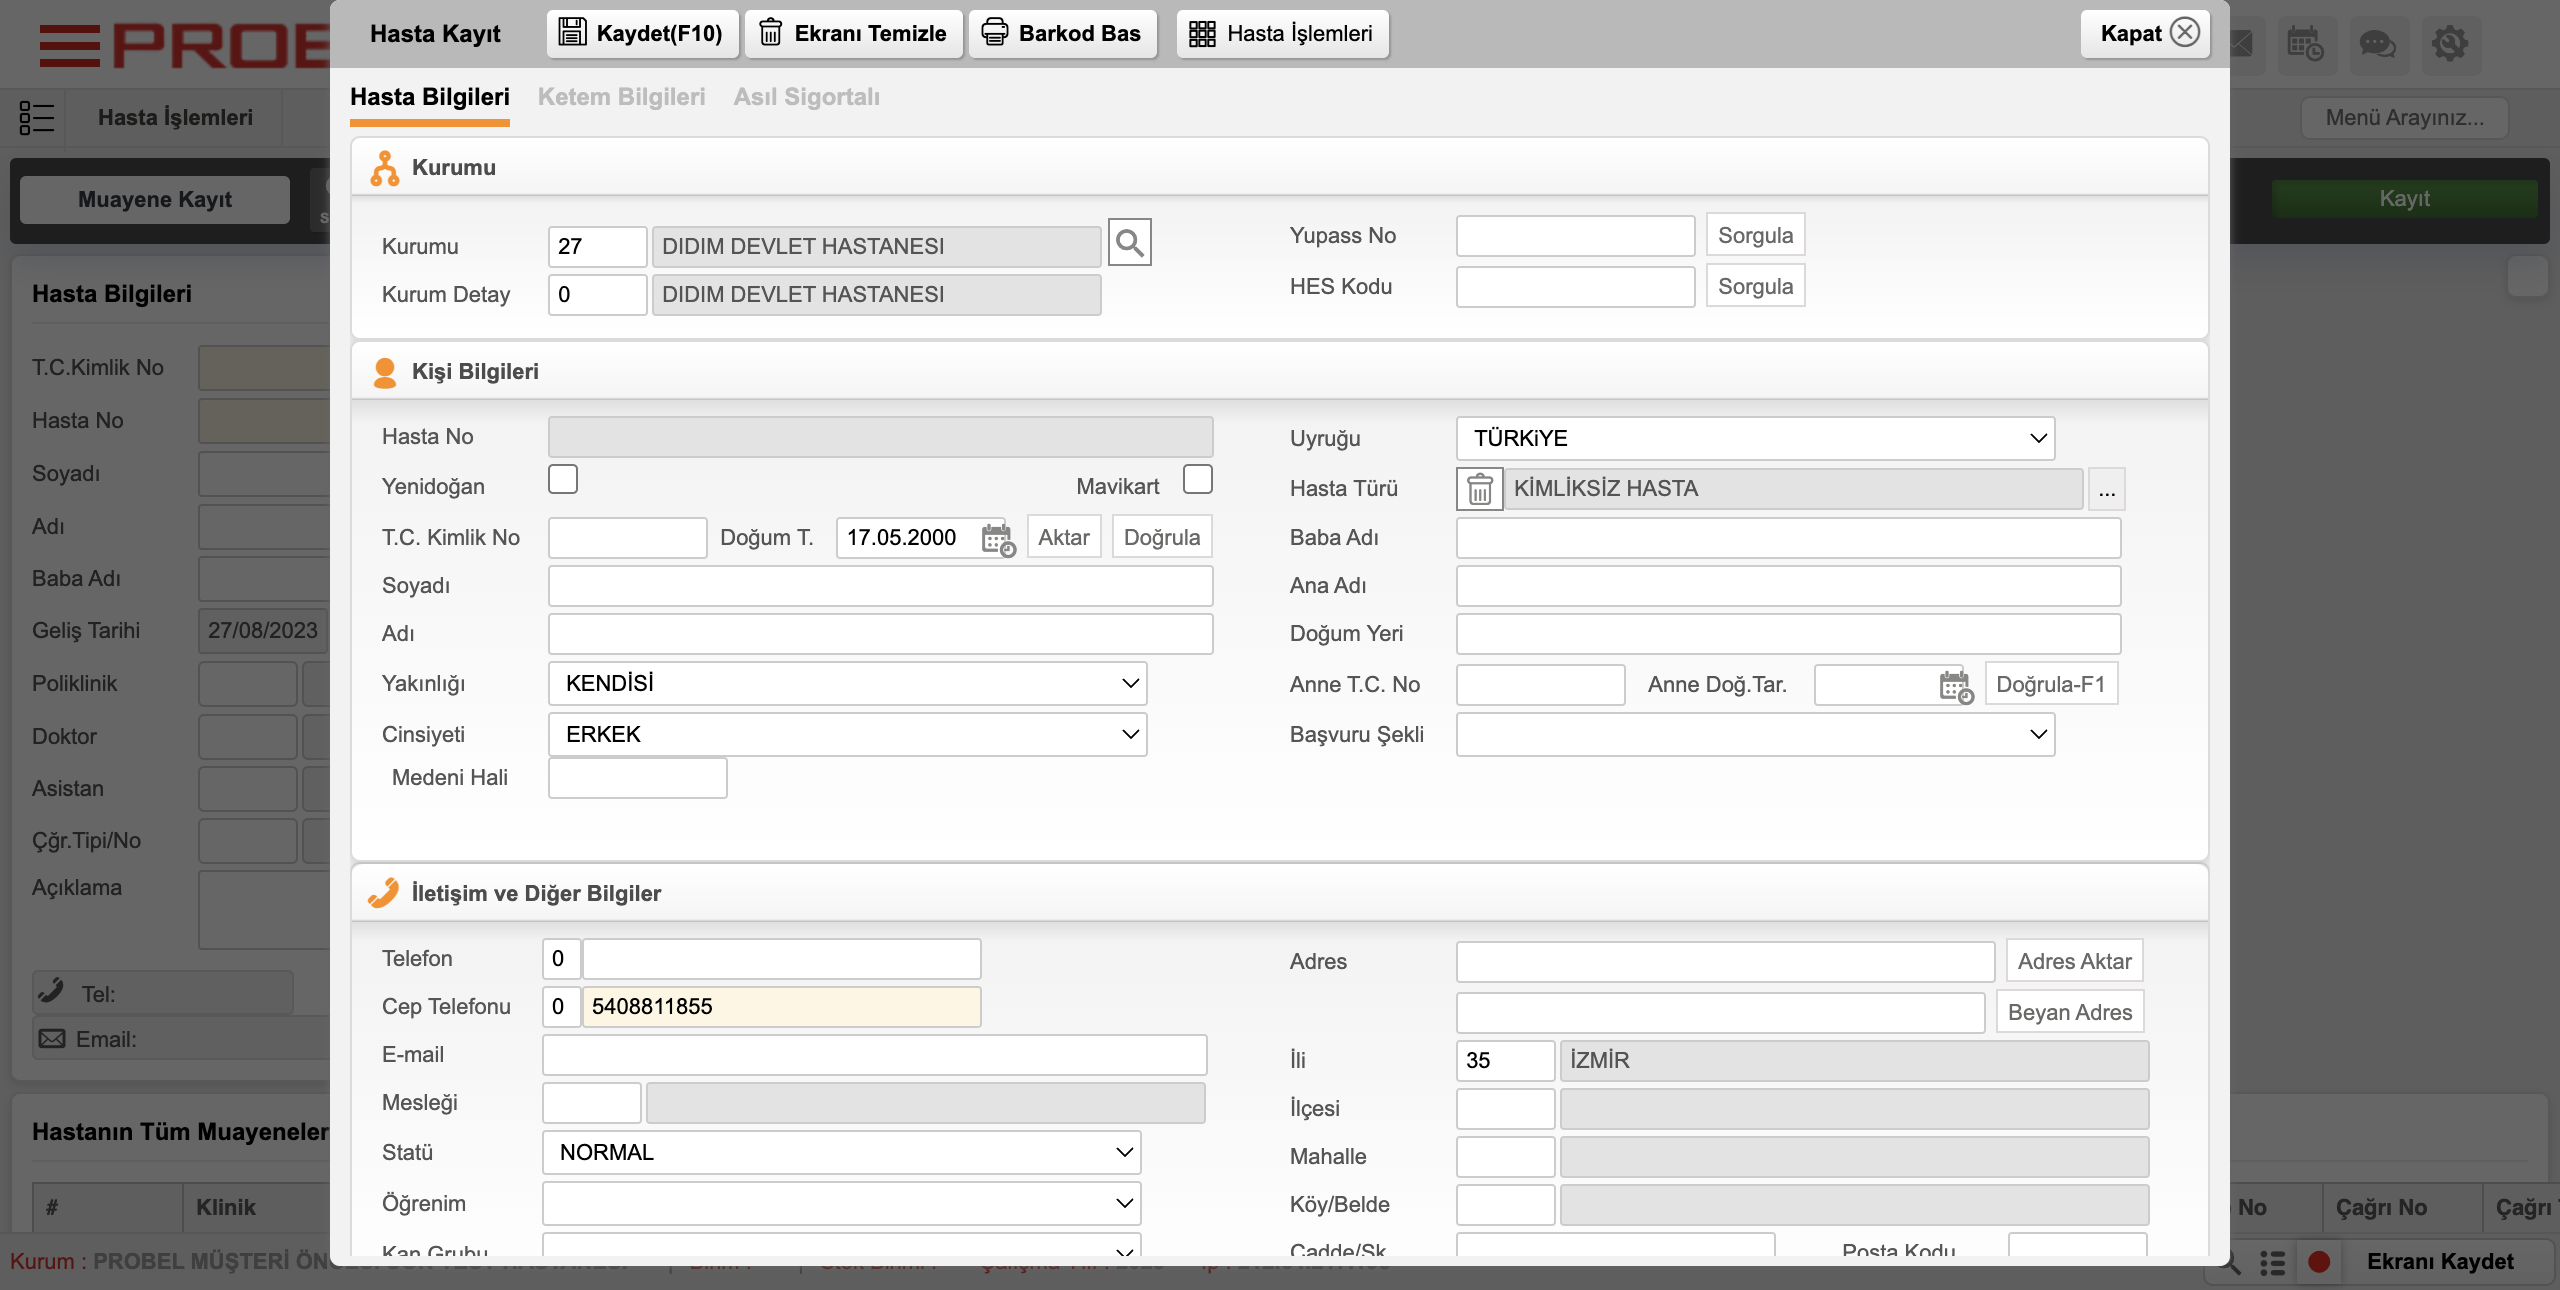 Hasta Kayıt
Kaydet(F10)
Ekranı Temizle
Barkod Bas
Hasta İşlemleri
Kapat
Hasta Bilgileri
Ketem Bilgileri
Asıl Sigortalı
Hasta İşlemleri
Menü Arayınız...
Muayene Kayıt
Kayıt
Kurumu
Kurumu
27
DIDIM DEVLET HASTANESI
Kurum Detay
0
DIDIM DEVLET HASTANESI
Yupass No
Sorgula
HES Kodu
Sorgula
Kişi Bilgileri
Hasta No
Yenidoğan
Mavikart
T.C. Kimlik No
Doğum T.
17.05.2000
Aktar
Doğrula
Soyadı
Adı
Yakınlığı
KENDİSİ
Cinsiyeti
ERKEK
Medeni Hali
Uyruğu
TÜRKiYE
Hasta Türü
KİMLİKSİZ HASTA
...
Baba Adı
Ana Adı
Doğum Yeri
Anne T.C. No
Anne Doğ.Tar.
Doğrula-F1
Başvuru Şekli
İletişim ve Diğer Bilgiler
Telefon
0
Cep Telefonu
0
5408811855
E-mail
Mesleği
Statü
NORMAL
Öğrenim
Kan Grubu
Adres
Adres Aktar
Beyan Adres
İli
35
İZMİR
İlçesi
Mahalle
Köy/Belde
Cadde/Sk
Posta Kodu
Hasta Bilgileri
T.C.Kimlik No
Hasta No
Soyadı
Adı
Baba Adı
Geliş Tarihi
27/08/2023
Poliklinik
Doktor
Asistan
Çğr.Tipi/No
Açıklama
Tel:
Email:
Hastanın Tüm Muayeneler
#
Klinik
No
Çağrı No
Çağrı
Kurum : PROBEL MÜŞTERİ
Ekranı Kaydet